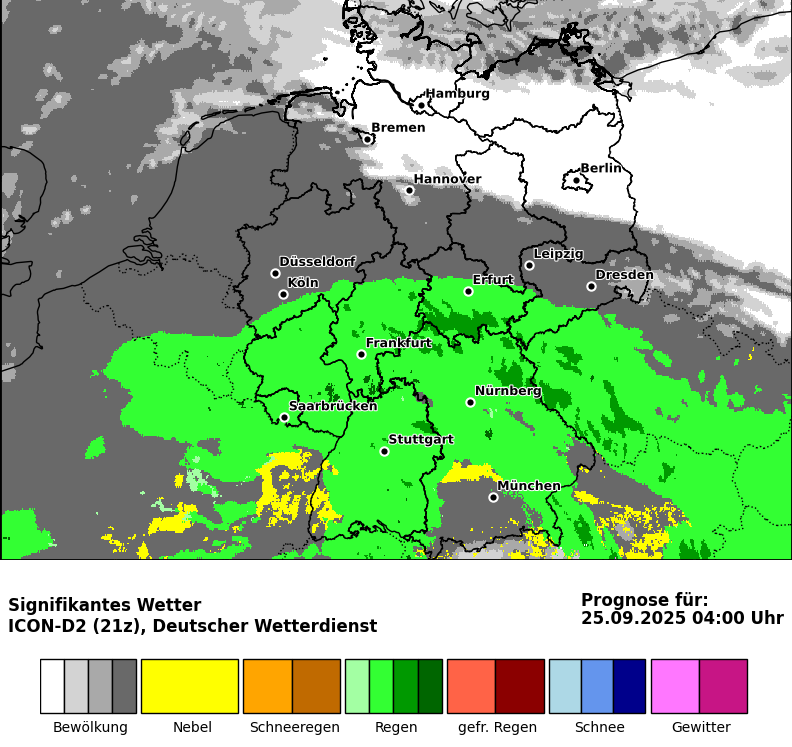 Hamburg
Bremen
Berlin
Hannover
Leipzig
Düsseldorf
Dresden
Köln
Erfurt
Frankfurt
Nürnberg
Saarbrücken
Stuttgart
München
Signifikantes Wetter
ICON-D2 (21z), Deutscher Wetterdienst
Prognose für:
25.09.2025 04:00 Uhr
Bewölkung
Nebel
Schneeregen
Regen
gefr. Regen
Schnee
Gewitter